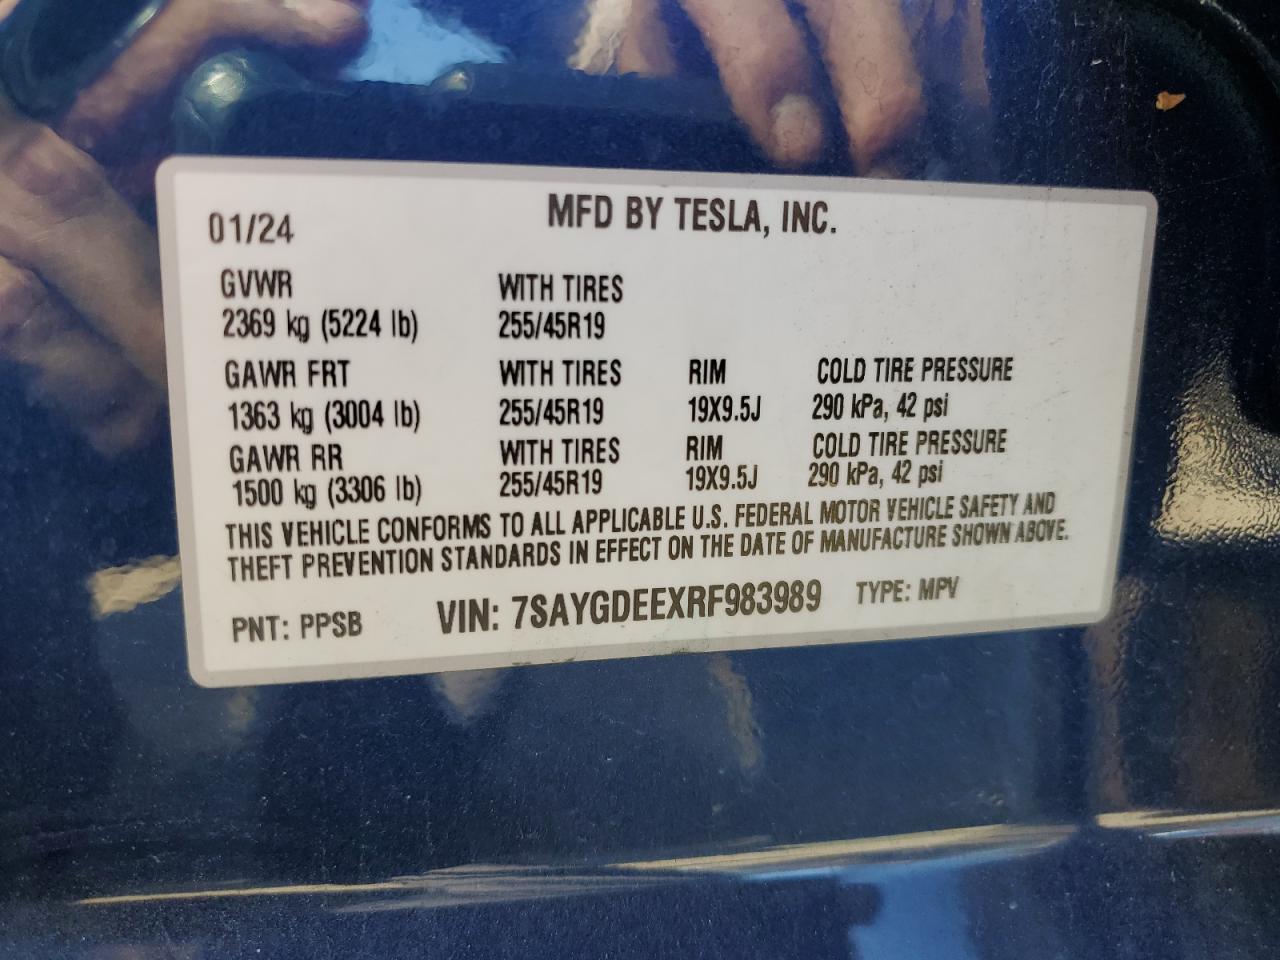 01/24 MFD BY TESLA, INC.
GVWR WITH TIRES
2369 kg (5224 lb) 255/45R19
GAWR FRT WITH TIRES RIM COLD TIRE PRESSURE
1363 kg (3004 lb) 255/45R19 19X9.5J 290 kPa, 42 psi
GAWR RR WITH TIRES RIM COLD TIRE PRESSURE
1500 kg (3306 lb) 255/45R19 19X9.5J 290 kPa, 42 psi
THIS VEHICLE CONFORMS TO ALL APPLICABLE U.S. FEDERAL MOTOR VEHICLE SAFETY AND
THEFT PREVENTION STANDARDS IN EFFECT ON THE DATE OF MANUFACTURE SHOWN ABOVE.
PNT: PPSB VIN: 7SAYGDEEXRF983989 TYPE: MPV